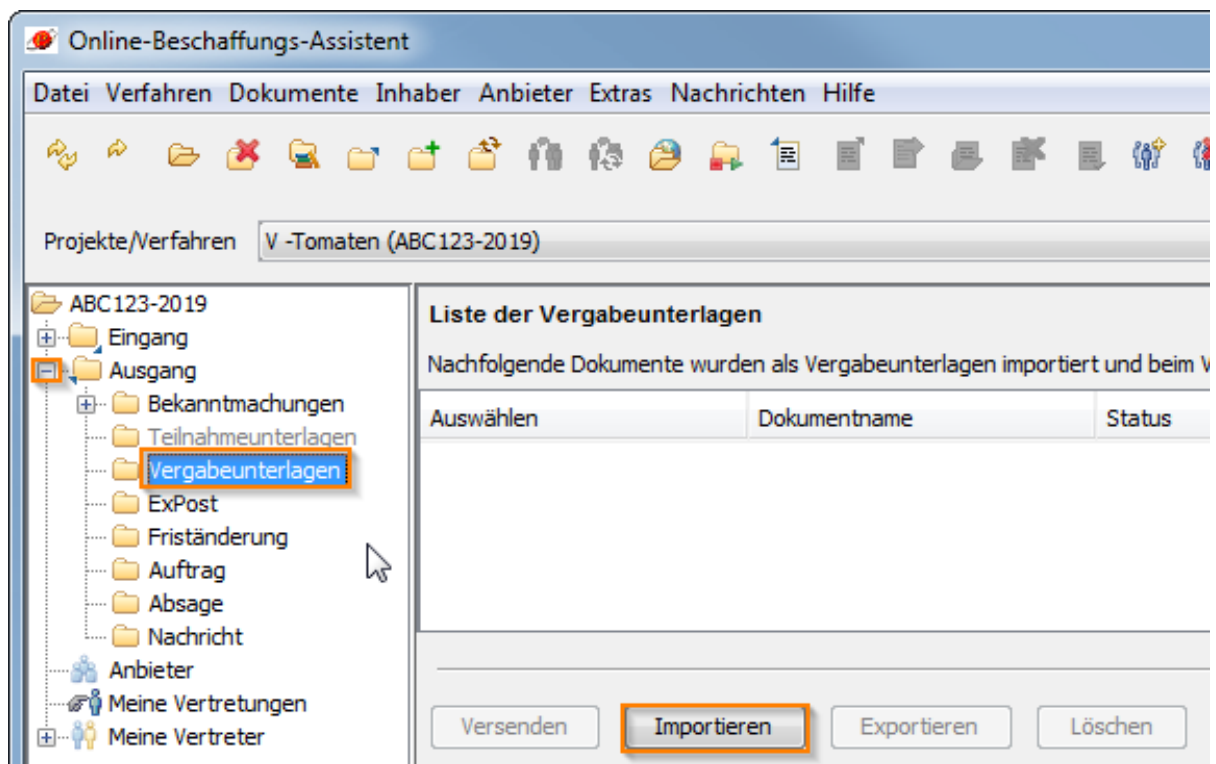 Online-Beschaffungs-Assistent
Datei Verfahren Dokumente Inhaber Anbieter Extras Nachrichten Hilfe
Projekte/Verfahren V -Tomaten (ABC123-2019)
ABC123-2019
Eingang
Ausgang
Bekanntmachungen
Teilnahmeunterlagen
Vergabeunterlagen
ExPost
Friständerung
Auftrag
Absage
Nachricht
Anbieter
Meine Vertretungen
Meine Vertreter
Liste der Vergabeunterlagen
Nachfolgende Dokumente wurden als Vergabeunterlagen importiert und beim V
Auswählen Dokumentname Status
Versenden Importieren Exportieren Löschen